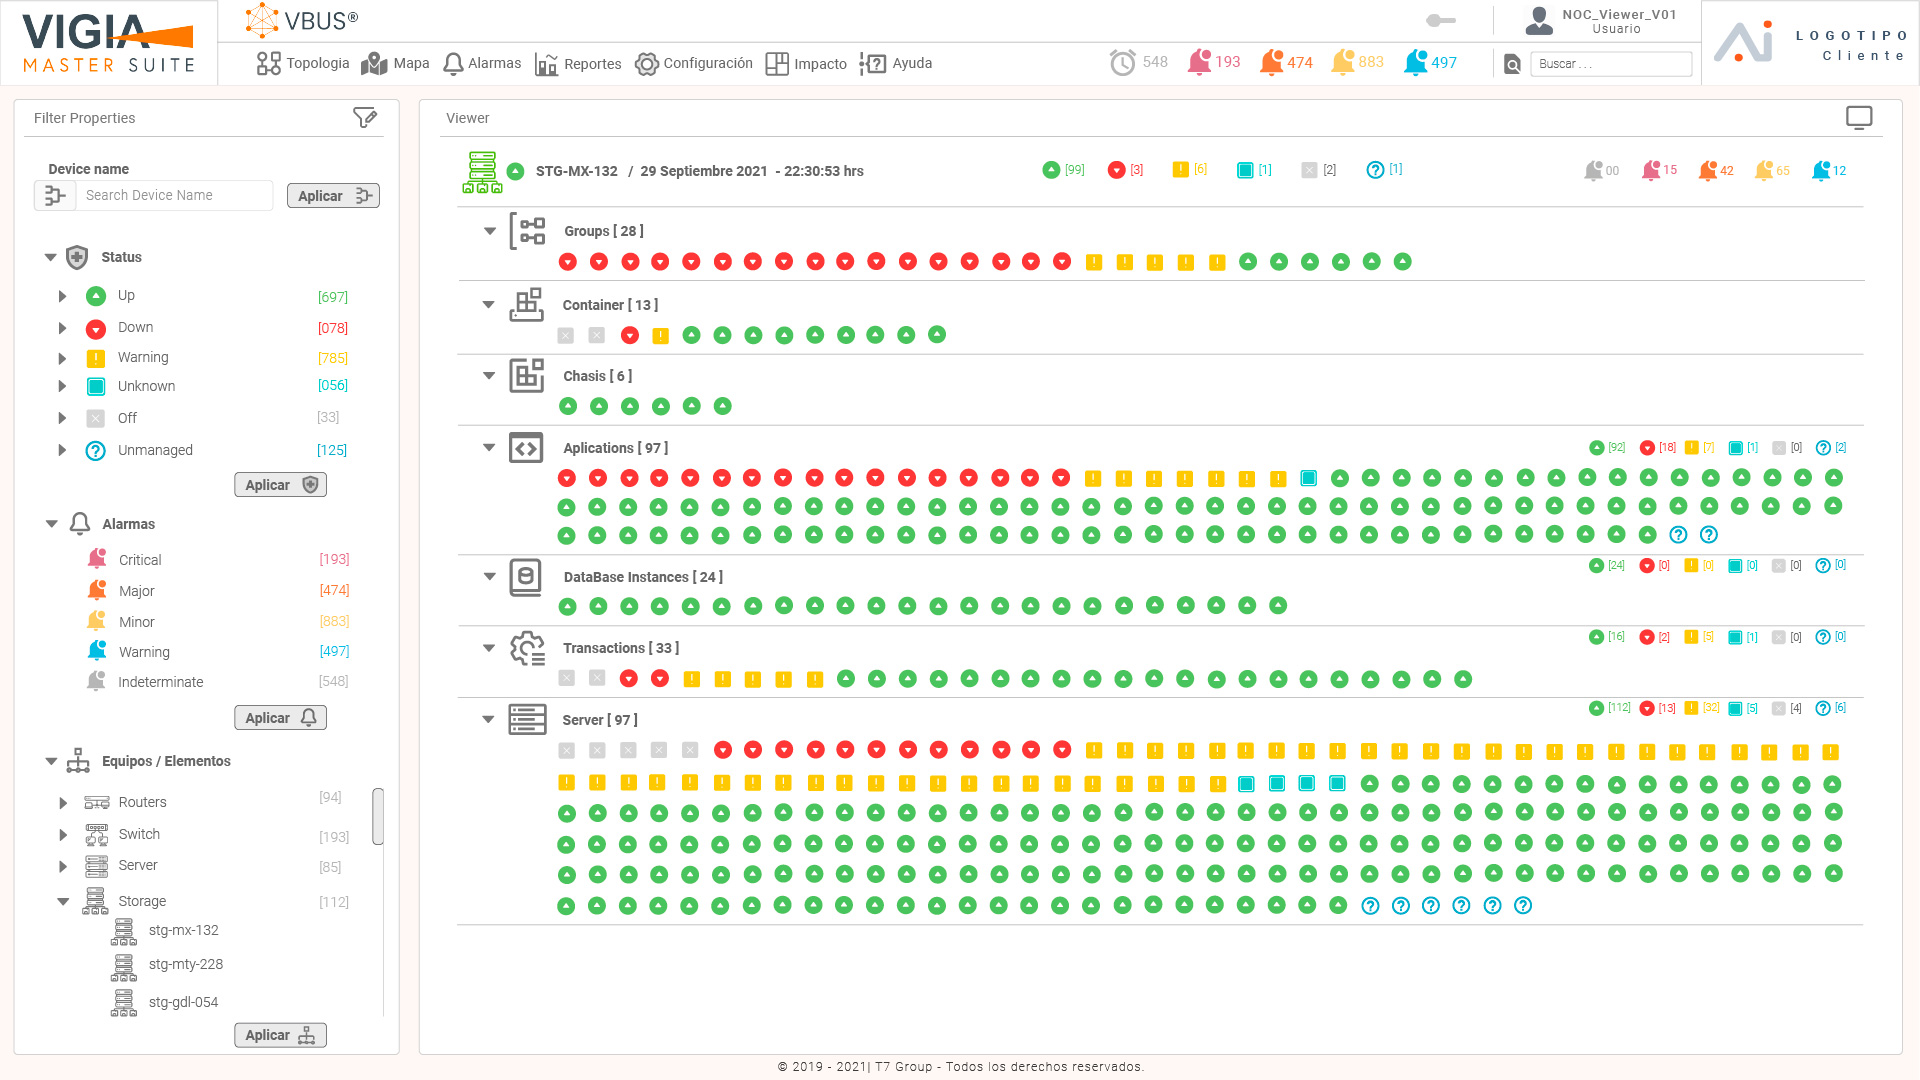 VIGIA
MASTER SUITE
VBUS®
NOC_Viewer_V01
Usuario
LOGOTIPO
Cliente
Topologia
Mapa
Alarmas
Reportes
Configuración
Impacto
Ayuda
548
193
474
883
497
Buscar . . .
Filter Properties
Device name
Search Device Name
Aplicar
Status
Up [697]
Down [078]
Warning [785]
Unknown [056]
Off [33]
Unmanaged [125]
Aplicar
Alarmas
Critical [193]
Major [474]
Minor [883]
Warning [497]
Indeterminate [548]
Aplicar
Equipos / Elementos
Routers [94]
Switch [193]
Server [85]
Storage [112]
stg-mx-132
stg-mty-228
stg-gdl-054
Aplicar
Viewer
STG-MX-132 / 29 Septiembre 2021 - 22:30:53 hrs [99] [3] [6] [1] [2] [1] 00 15 42 65 12
Groups [ 28 ]
Container [ 13 ]
Chasis [ 6 ]
Aplications [ 97 ] [92] [18] [7] [1] [0] [2]
DataBase Instances [ 24 ] [24] [0] [0] [0] [0] [0]
Transactions [ 33 ] [16] [2] [5] [1] [0] [0]
Server [ 97 ] [112] [13] [32] [5] [4] [6]
© 2019 - 2021| T7 Group - Todos los derechos reservados.